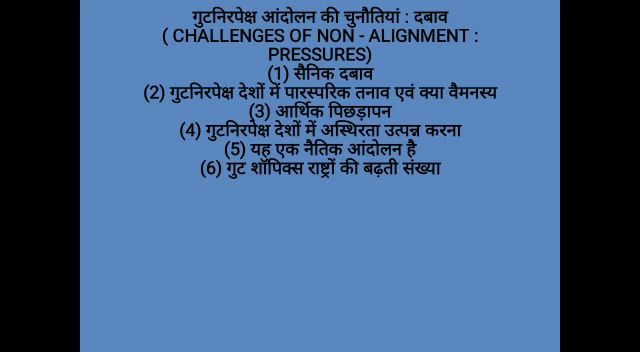 गुटनिरपेक्ष आंदोलन की चुनौतियां : दबाव
( CHALLENGES OF NON - ALIGNMENT :
PRESSURES)
(1) सैनिक दबाव
(2) गुटनिरपेक्ष देशों में पारस्परिक तनाव एवं क्या वैमनस्य
(3) आर्थिक पिछड़ापन
(4) गुटनिरपेक्ष देशों में अस्थिरता उत्पन्न करना
(5) यह एक नैतिक आंदोलन है
(6) गुट शॉपिक्स राष्ट्रों की बढ़ती संख्या